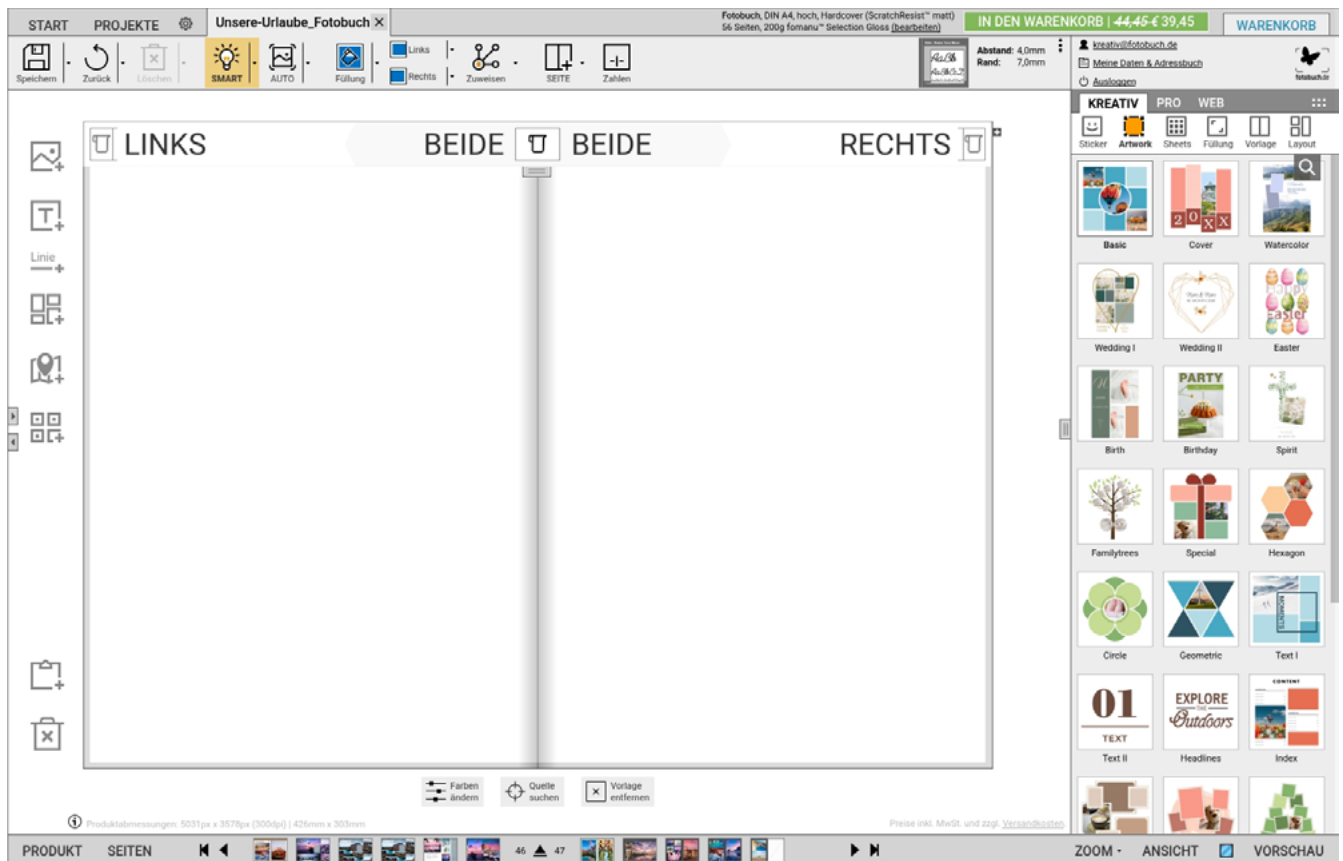 START PROJEKTE Unsere-Urlaube_Fotobuch
Fotobuch, DIN A4, hoch, Hardcover (ScratchResist™ matt)
56 Seiten, 200g fomanu™ Selection Gloss (bearbeiten)
IN DEN WARENKORB | 44,45 € 39,45
WARENKORB
Speichern Zurück Löschen SMART AUTO Füllung
Links
Rechts
Zuweisen SEITE Zahlen
Abstand: 4,0mm
Rand: 7,0mm
kreativ@fotobuch.de
Meine Daten & Adressbuch
Ausloggen
fotobuch.de
KREATIV PRO WEB
Sticker Artwork Sheets Füllung Vorlage Layout
LINKS BEIDE BEIDE RECHTS
Linie
20XX
Basic Cover Watercolor
Happy
Easter
Wedding I Wedding II Easter
PARTY
Birth Birthday Spirit
Familytrees Special Hexagon
MOMENTS
Circle Geometric Text I
01
TEXT
EXPLORE
THE
Outdoors
CONTENT
Text II Headlines Index
Farben
ändern
Quelle
suchen
Vorlage
entfernen
Produktabmessungen: 5031px x 3578px (300dpi) | 426mm x 303mm
Preise inkl. MwSt. und zzgl. Versandkosten.
PRODUKT SEITEN 46 47 ZOOM ANSICHT VORSCHAU